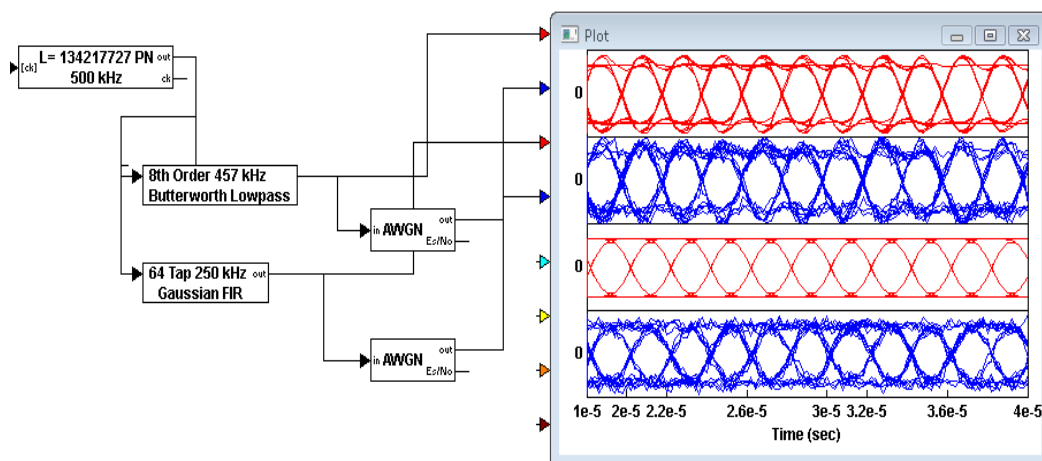 L= 134217727 PN out
[ck]
500 kHz ck
8th Order 457 kHz
Butterworth Lowpass
out
in AWGN
Es/No
64 Tap 250 kHz out
Gaussian FIR
out
in AWGN
Es/No
Plot
0
0
0
0
1e-5 2e-5 2.2e-5 2.6e-5 3e-5 3.2e-5 3.6e-5 4e-5
Time (sec)